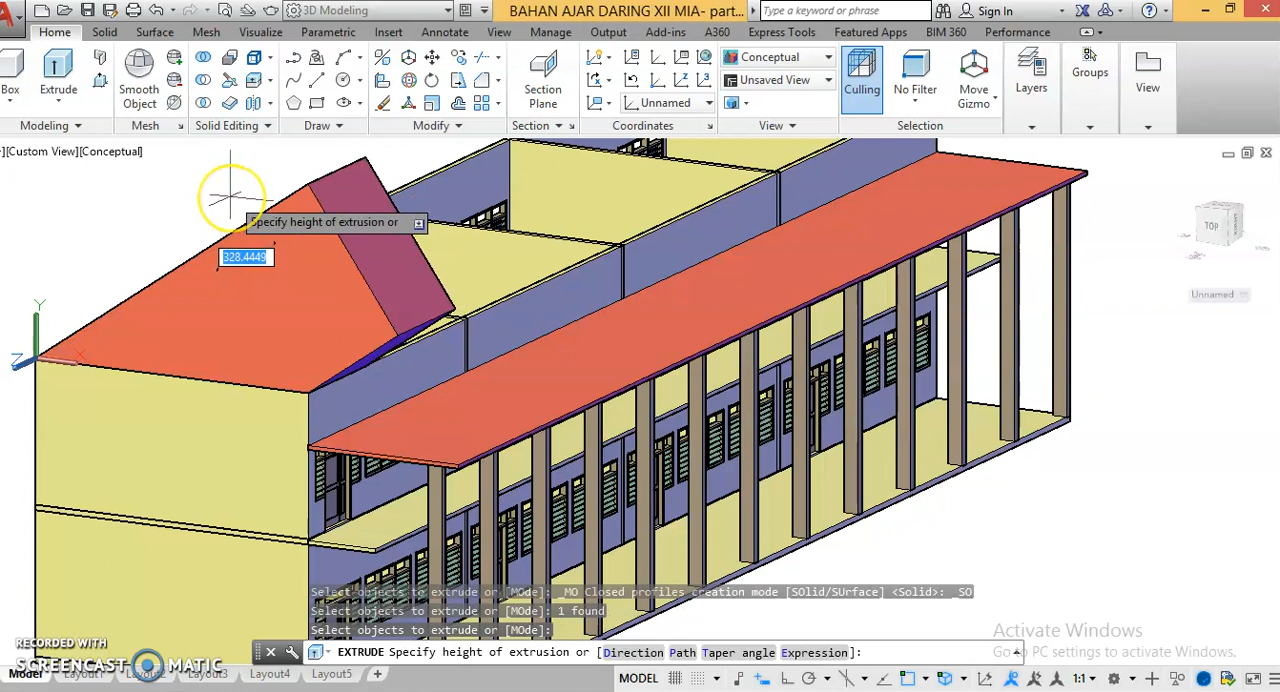 3D Modeling
BAHAN AJAR DARING XII MIA- part...
Type a keyword or phrase
Sign In
Home Solid Surface Mesh Visualize Parametric Insert Annotate View Manage Output Add-ins A360 Express Tools Featured Apps BIM 360 Performance
Box
Extrude
Smooth
Object
Section
Plane
Conceptual
Unsaved View
Unnamed
Culling
No Filter
Move
Gizmo
Layers
Groups
View
Modeling
Mesh
Solid Editing
Draw
Modify
Section
Coordinates
View
Selection
][Custom View][Conceptual]
Specify height of extrusion or
328.4449
Y
X
Z
TOP
Unnamed
Select objects to extrude or [MOde]: _MO Closed profiles creation mode [SOlid/SUrface] <Solid>: _SO
Select objects to extrude or [MOde]: 1 found
Select objects to extrude or [MOde]:
EXTRUDE Specify height of extrusion or [Direction Path Taper angle Expression]:
Activate Windows
Go to PC settings to activate Windows.
RECORDED WITH
SCREENCAST MATIC
Model
Layout3
Layout4
Layout5
+
MODEL
1:1